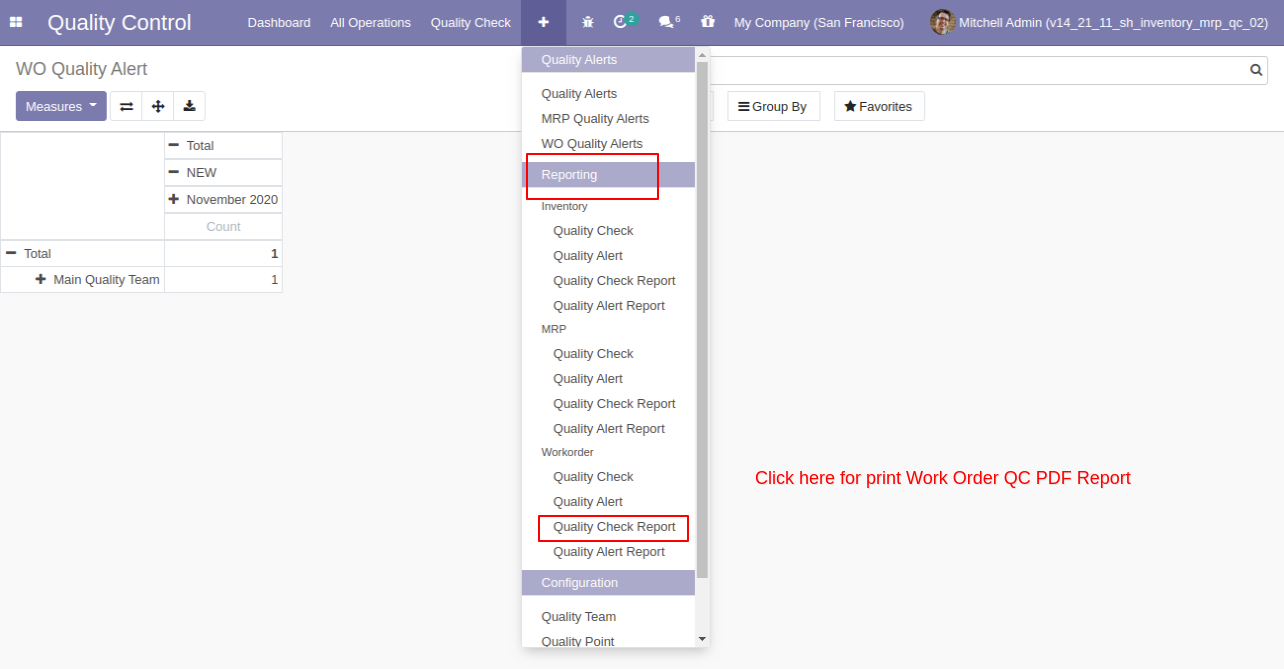 Quality Control
Dashboard
All Operations
Quality Check
2
6
My Company (San Francisco)
Mitchell Admin (v14_21_11_sh_inventory_mrp_qc_02)
WO Quality Alert
Measures
Group By
Favorites
Total
NEW
November 2020
Count
Total
1
Main Quality Team
1
Quality Alerts
Quality Alerts
MRP Quality Alerts
WO Quality Alerts
Reporting
Inventory
Quality Check
Quality Alert
Quality Check Report
Quality Alert Report
MRP
Quality Check
Quality Alert
Quality Check Report
Quality Alert Report
Workorder
Quality Check
Quality Alert
Quality Check Report
Quality Alert Report
Configuration
Quality Team
Quality Point
Click here for print Work Order QC PDF Report